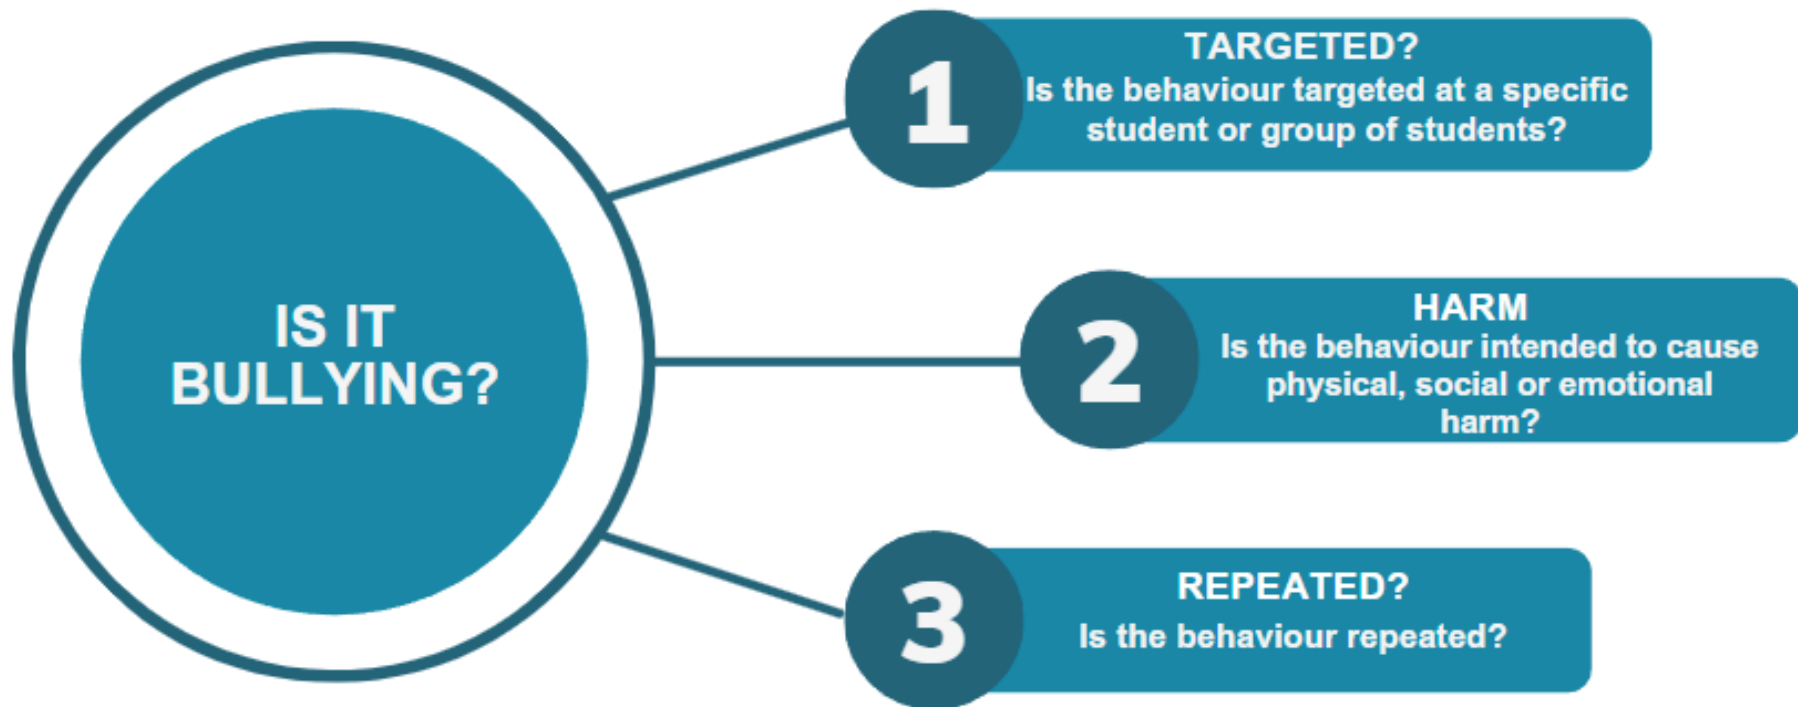 IS IT
BULLYING?
1
TARGETED?
Is the behaviour targeted at a specific
student or group of students?
2
HARM
Is the behaviour intended to cause
physical, social or emotional
harm?
3
REPEATED?
Is the behaviour repeated?